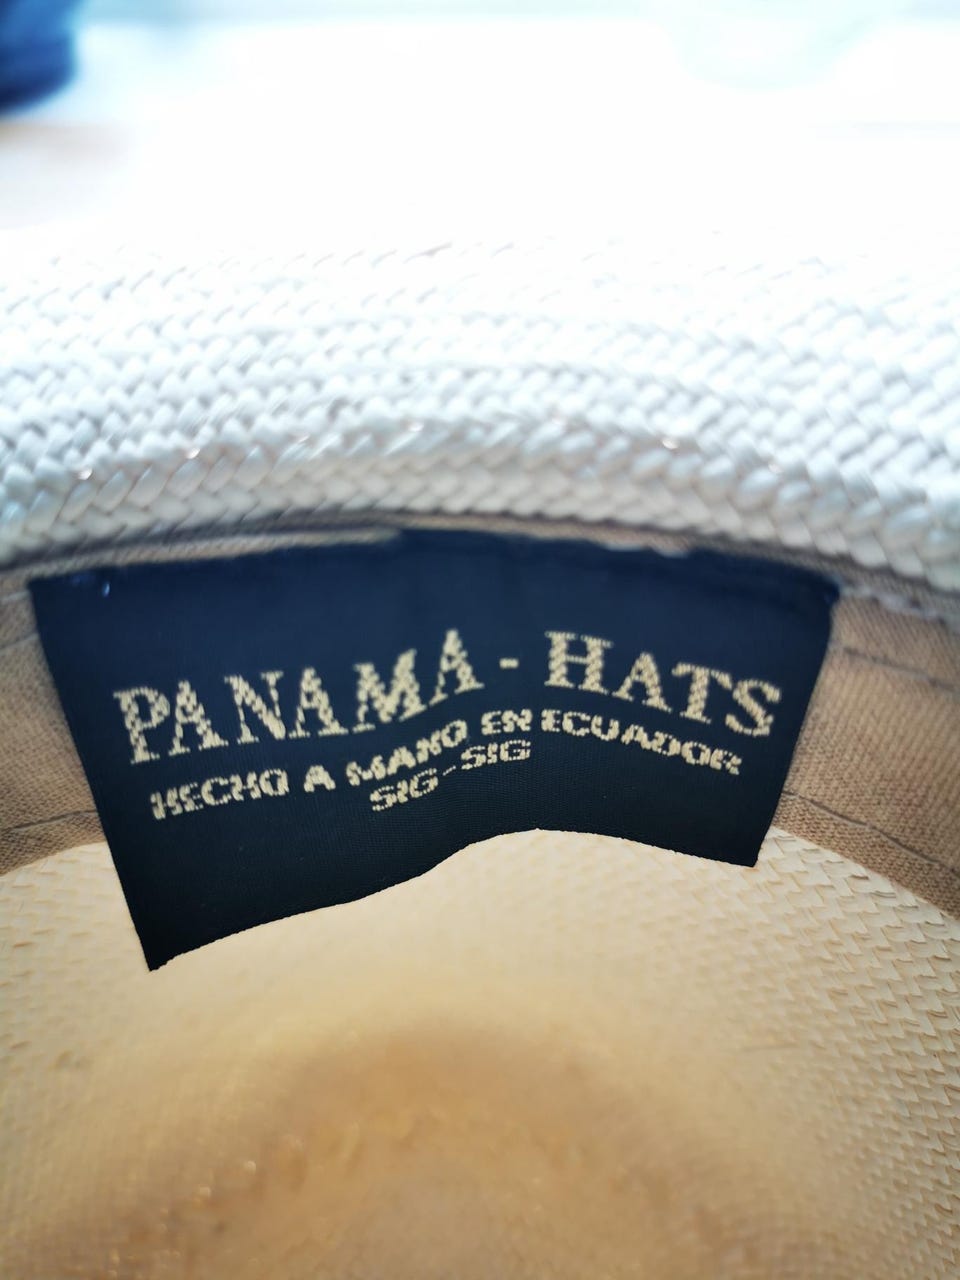 PANAMA - HATS
HECHO A MANO EN ECUADOR
SIG-SIG